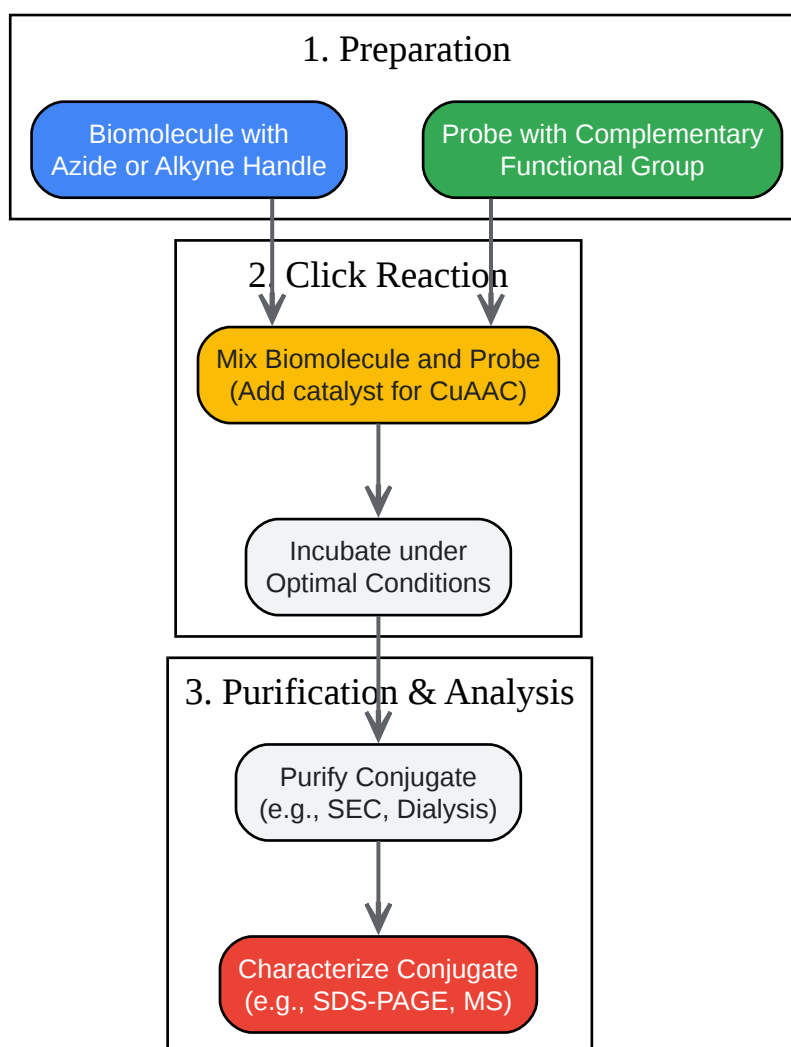 1. Preparation
Biomolecule with
Azide or Alkyne Handle
Probe with Complementary
Functional Group
2. Click Reaction
Mix Biomolecule and Probe
(Add catalyst for CuAAC)
Incubate under
Optimal Conditions
3. Purification & Analysis
Purify Conjugate
(e.g., SEC, Dialysis)
Characterize Conjugate
(e.g., SDS-PAGE, MS)